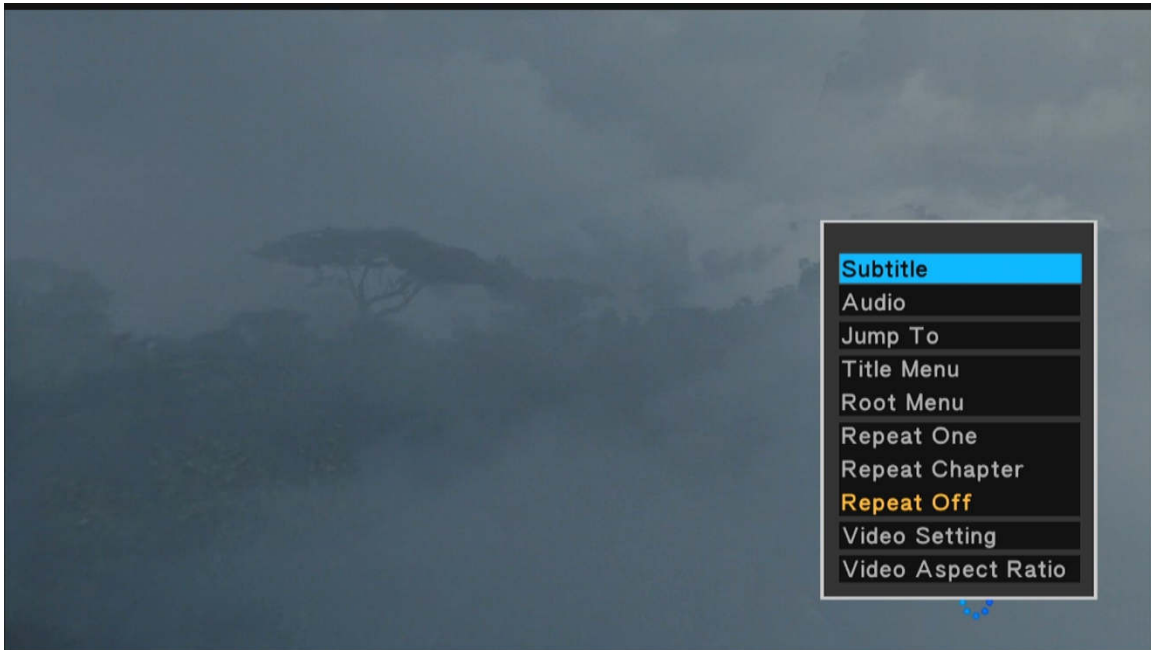 Subtitle
Audio
Jump To
Title Menu
Root Menu
Repeat One
Repeat Chapter
Repeat Off
Video Setting
Video Aspect Ratio